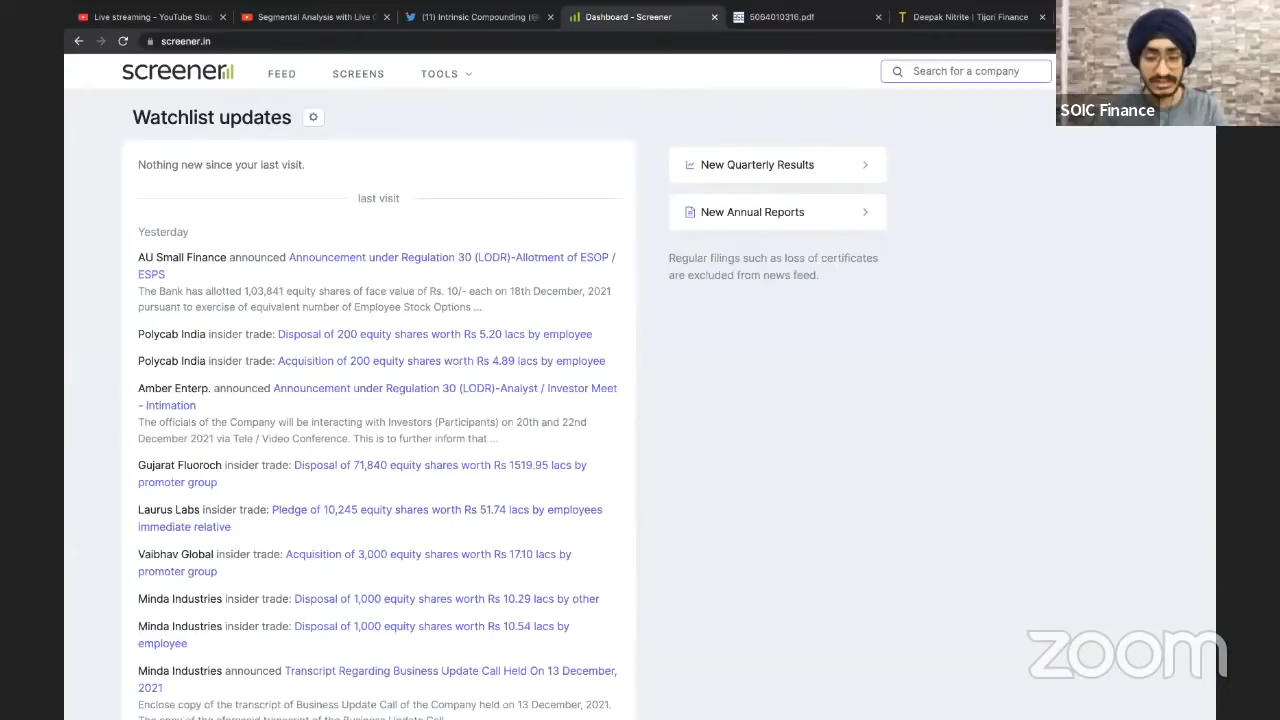 Live streaming - YouTube Stu
Segmental Analysis with Live
(11) Intrinsic Compounding (@
Dashboard - Screener
5064010316.pdf
Deepak Nitrite | Tijori Finance
screener.in
screener
FEED
SCREENS
TOOLS
Search for a company
SOIC Finance
Watchlist updates
Nothing new since your last visit.
last visit
Yesterday
AU Small Finance announced Announcement under Regulation 30 (LODR)-Allotment of ESOP /
ESPS
The Bank has allotted 1,03,841 equity shares of face value of Rs. 10/- each on 18th December, 2021
pursuant to exercise of equivalent number of Employee Stock Options ...
Polycab India insider trade: Disposal of 200 equity shares worth Rs 5.20 lacs by employee
Polycab India insider trade: Acquisition of 200 equity shares worth Rs 4.89 lacs by employee
Amber Enterp. announced Announcement under Regulation 30 (LODR)-Analyst / Investor Meet
- Intimation
The officials of the Company will be interacting with Investors (Participants) on 20th and 22nd
December 2021 via Tele / Video Conference. This is to further inform that ...
Gujarat Fluoroch insider trade: Disposal of 71,840 equity shares worth Rs 1519.95 lacs by
promoter group
Laurus Labs insider trade: Pledge of 10,245 equity shares worth Rs 51.74 lacs by employees
immediate relative
Vaibhav Global insider trade: Acquisition of 3,000 equity shares worth Rs 17.10 lacs by
promoter group
Minda Industries insider trade: Disposal of 1,000 equity shares worth Rs 10.29 lacs by other
Minda Industries insider trade: Disposal of 1,000 equity shares worth Rs 10.54 lacs by
employee
Minda Industries announced Transcript Regarding Business Update Call Held On 13 December,
2021
Enclose copy of the transcript of Business Update Call of the Company held on 13 December, 2021.
The copy of the aforesaid transcript of the Business Update Call
New Quarterly Results
New Annual Reports
Regular filings such as loss of certificates
are excluded from news feed.
zoom